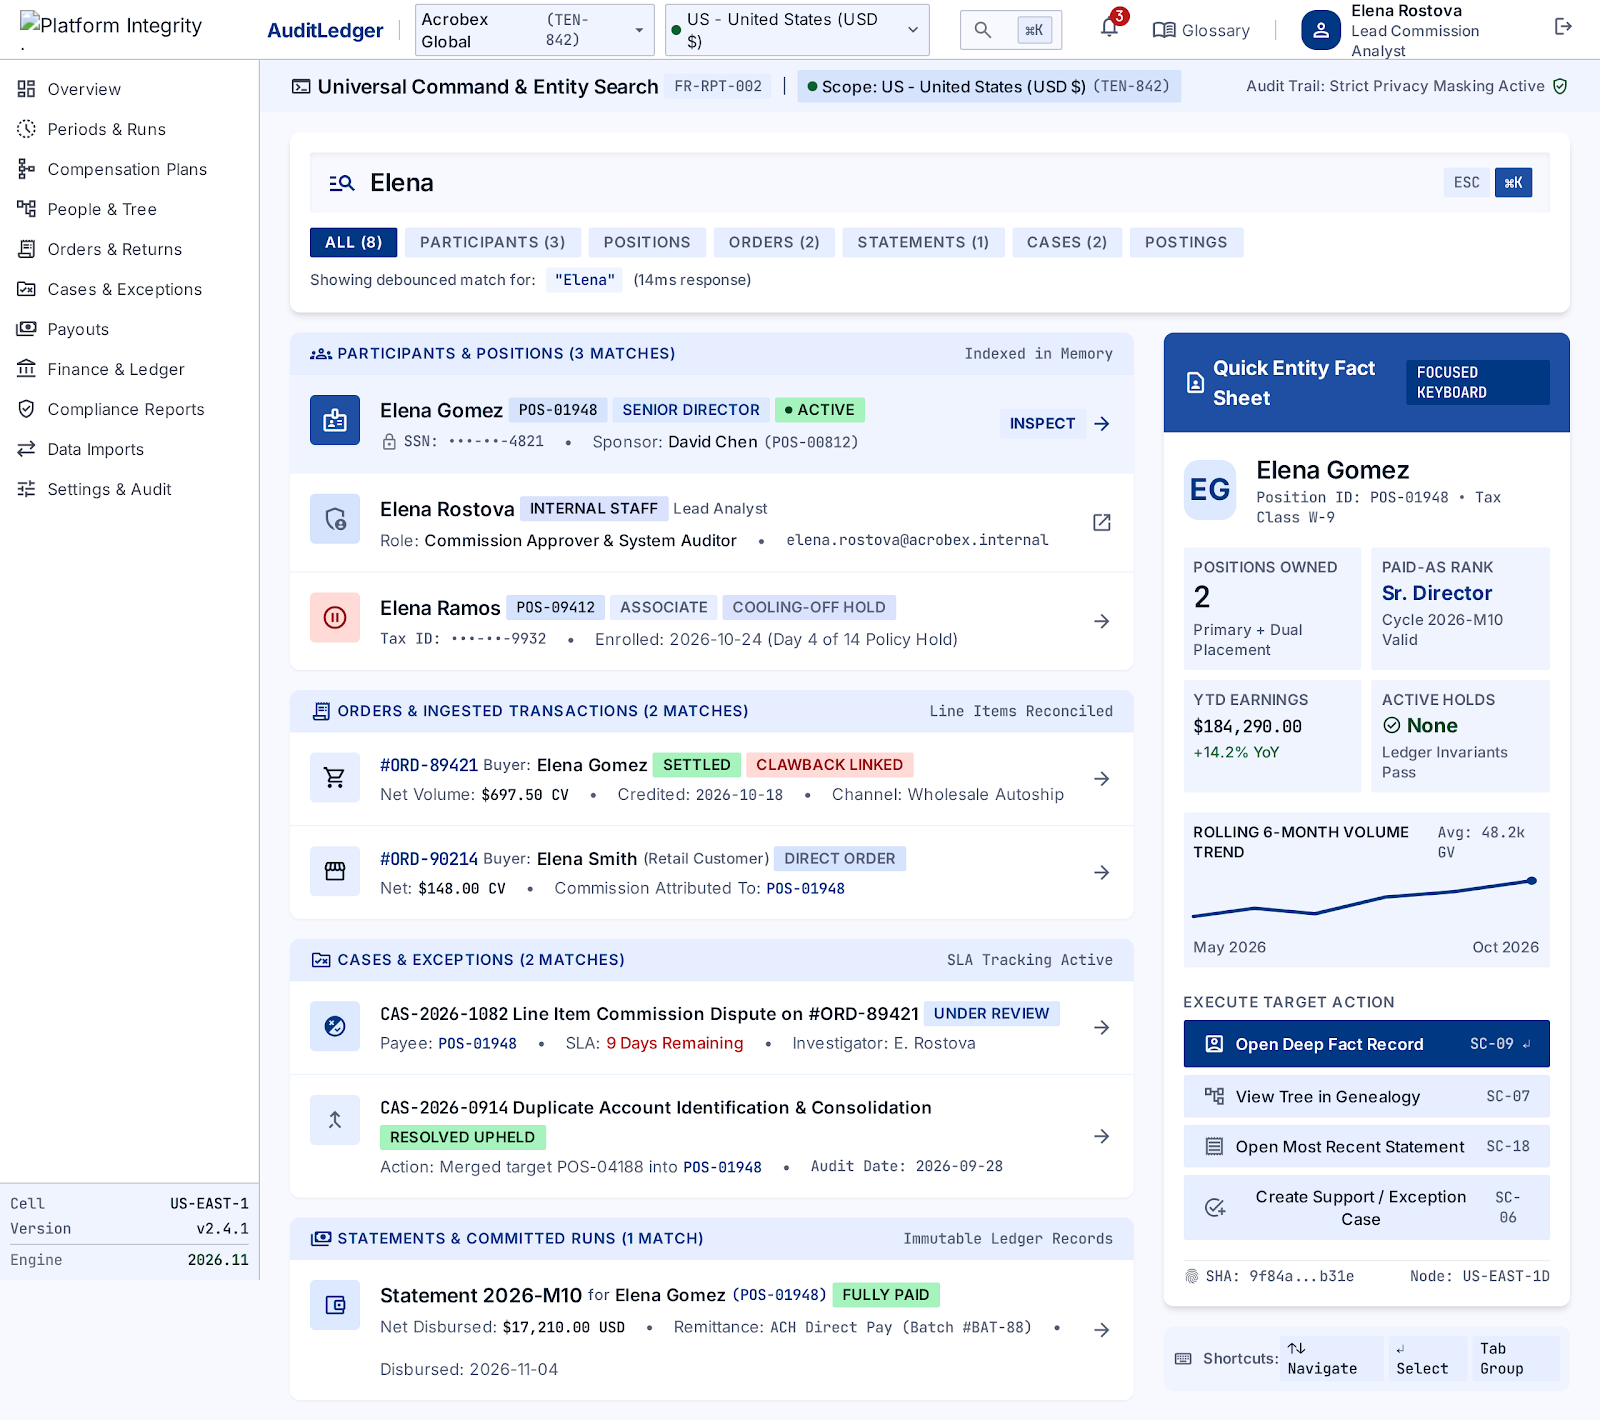 Platform Integrity
.
AuditLedger
Acrobex Global
(TEN-842)
US - United States (USD $)
⌘K
3
Glossary
Elena Rostova
Lead Commission Analyst
Overview
Periods & Runs
Compensation Plans
People & Tree
Orders & Returns
Cases & Exceptions
Payouts
Finance & Ledger
Compliance Reports
Data Imports
Settings & Audit
Cell US-EAST-1
Version v2.4.1
Engine 2026.11
Universal Command & Entity Search FR-RPT-002 | Scope: US - United States (USD $) (TEN-842)
Audit Trail: Strict Privacy Masking Active
Elena
ESC ⌘K
ALL (8) PARTICIPANTS (3) POSITIONS ORDERS (2) STATEMENTS (1) CASES (2) POSTINGS
Showing debounced match for: "Elena" (14ms response)
PARTICIPANTS & POSITIONS (3 MATCHES) Indexed in Memory
Elena Gomez POS-01948 SENIOR DIRECTOR • ACTIVE
SSN: •••-••-4821 • Sponsor: David Chen (POS-00812)
INSPECT →
Elena Rostova INTERNAL STAFF Lead Analyst
Role: Commission Approver & System Auditor • elena.rostova@acrobex.internal
Elena Ramos POS-09412 ASSOCIATE COOLING-OFF HOLD
Tax ID: •••-••-9932 • Enrolled: 2026-10-24 (Day 4 of 14 Policy Hold)
ORDERS & INGESTED TRANSACTIONS (2 MATCHES) Line Items Reconciled
#ORD-89421 Buyer: Elena Gomez SETTLED CLAWBACK LINKED
Net Volume: $697.50 CV • Credited: 2026-10-18 • Channel: Wholesale Autoship
#ORD-90214 Buyer: Elena Smith (Retail Customer) DIRECT ORDER
Net: $148.00 CV • Commission Attributed To: POS-01948
CASES & EXCEPTIONS (2 MATCHES) SLA Tracking Active
CAS-2026-1082 Line Item Commission Dispute on #ORD-89421 UNDER REVIEW
Payee: POS-01948 • SLA: 9 Days Remaining • Investigator: E. Rostova
CAS-2026-0914 Duplicate Account Identification & Consolidation
RESOLVED UPHELD
Action: Merged target POS-04188 into POS-01948 • Audit Date: 2026-09-28
STATEMENTS & COMMITTED RUNS (1 MATCH) Immutable Ledger Records
Statement 2026-M10 for Elena Gomez (POS-01948) FULLY PAID
Net Disbursed: $17,210.00 USD • Remittance: ACH Direct Pay (Batch #BAT-88) •
Disbursed: 2026-11-04
Quick Entity Fact Sheet
FOCUSED KEYBOARD
EG
Elena Gomez
Position ID: POS-01948 • Tax
Class W-9
POSITIONS OWNED
2
Primary + Dual
Placement
PAID-AS RANK
Sr. Director
Cycle 2026-M10
Valid
YTD EARNINGS
$184,290.00
+14.2% YoY
ACTIVE HOLDS
None
Ledger Invariants
Pass
ROLLING 6-MONTH VOLUME TREND
Avg: 48.2k GV
May 2026 Oct 2026
EXECUTE TARGET ACTION
Open Deep Fact Record SC-09 ↲
View Tree in Genealogy SC-07
Open Most Recent Statement SC-18
Create Support / Exception Case SC-06
SHA: 9f84a...b31e Node: US-EAST-1D
Shortcuts:
↑↓ Navigate
↲ Select
Tab Group